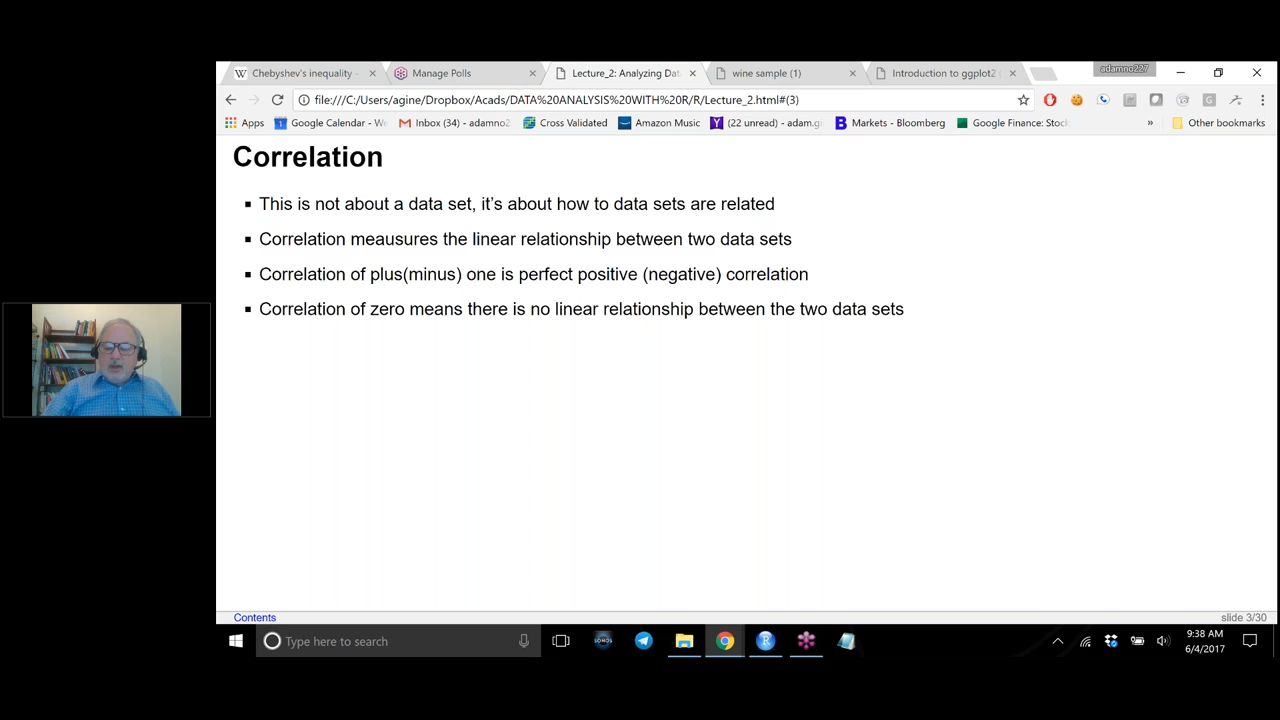 Chebyshev's inequality -
Manage Polls
Lecture_2: Analyzing Dat
wine sample (1)
Introduction to ggplot2
adamno227
file:///C:/Users/agine/Dropbox/Acads/DATA%20ANALYSIS%20WITH%20R/R/Lecture_2.html#(3)
Apps
Google Calendar - We
Inbox (34) - adamno2
Cross Validated
Amazon Music
(22 unread) - adam.g
Markets - Bloomberg
Google Finance: Stock
»
Other bookmarks
Correlation
This is not about a data set, it's about how to data sets are related
Correlation meausures the linear relationship between two data sets
Correlation of plus(minus) one is perfect positive (negative) correlation
Correlation of zero means there is no linear relationship between the two data sets
Contents
slide 3/30
Type here to search
SONOS
9:38 AM
6/4/2017